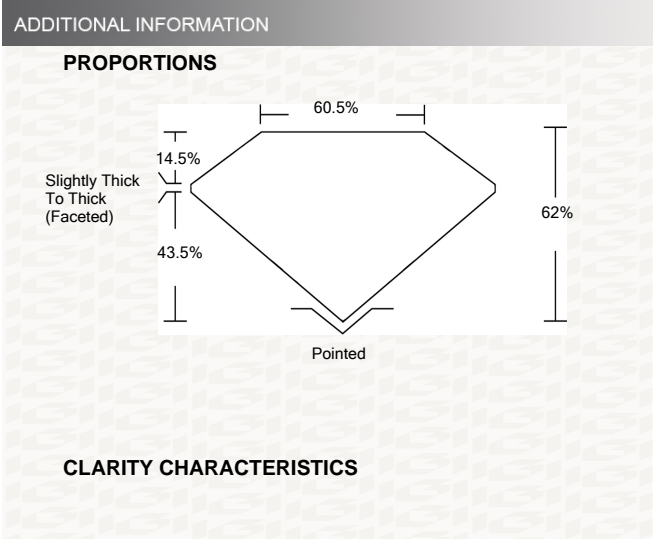 ADDITIONAL INFORMATION
PROPORTIONS
60.5%
14.5%
Slightly Thick
To Thick
(Faceted)
62%
43.5%
Pointed
CLARITY CHARACTERISTICS